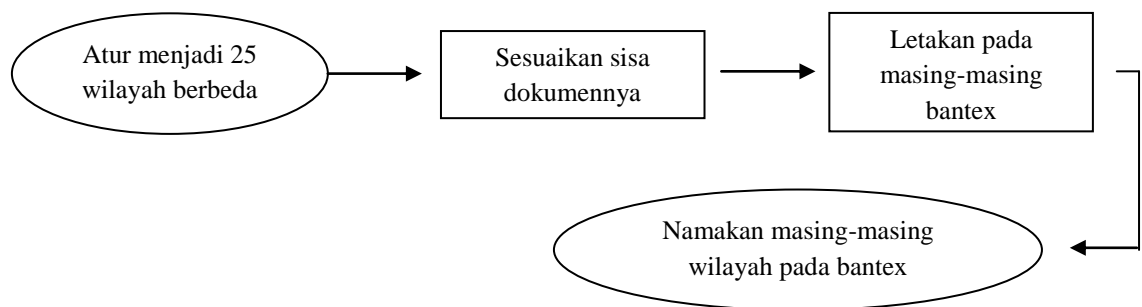 Atur menjadi 25
wilayah berbeda
Sesuaikan sisa
dokumennya
Letakan pada
masing-masing
bantex
Namakan masing-masing
wilayah pada bantex